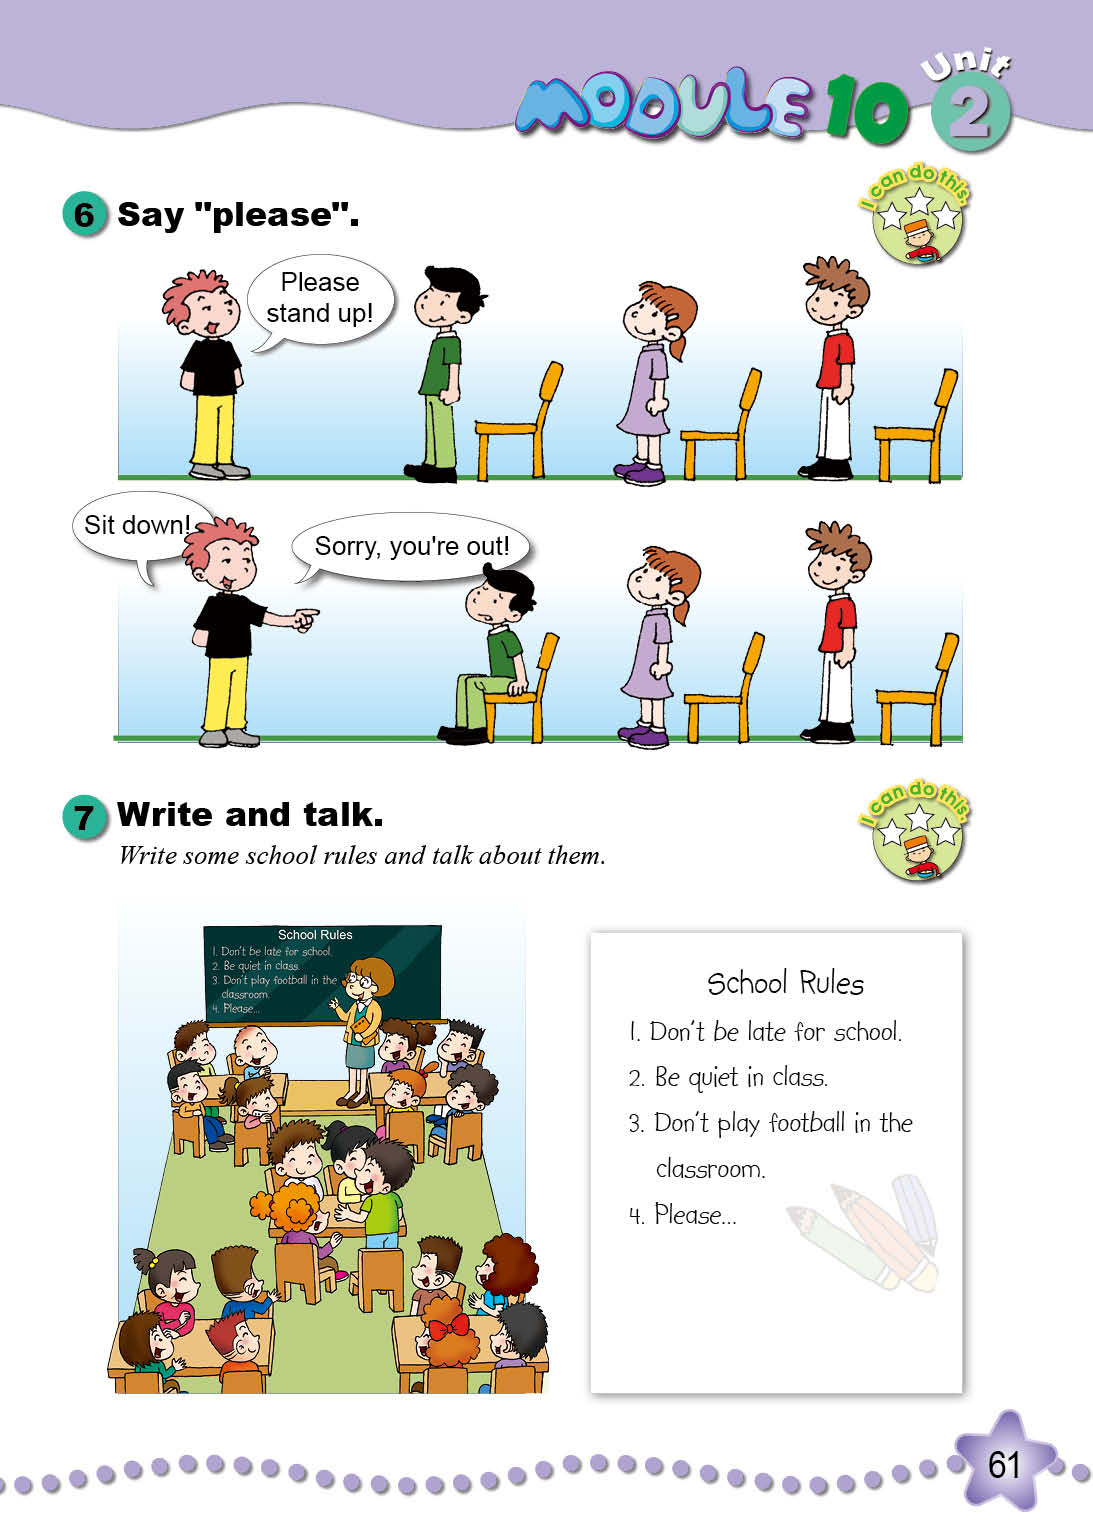 MODULE 10
Unit
2
I can do this.
6 Say "please".
Please
stand up!
Sit down!
Sorry, you're out!
7 Write and talk.
Write some school rules and talk about them.
I can do this.
School Rules
1. Don't be late for school.
2. Be quiet in class.
3. Don't play football in the
classroom.
4. Please...
School Rules
1. Don't be late for school.
2. Be quiet in class.
3. Don't play football in the
classroom.
4. Please...
61